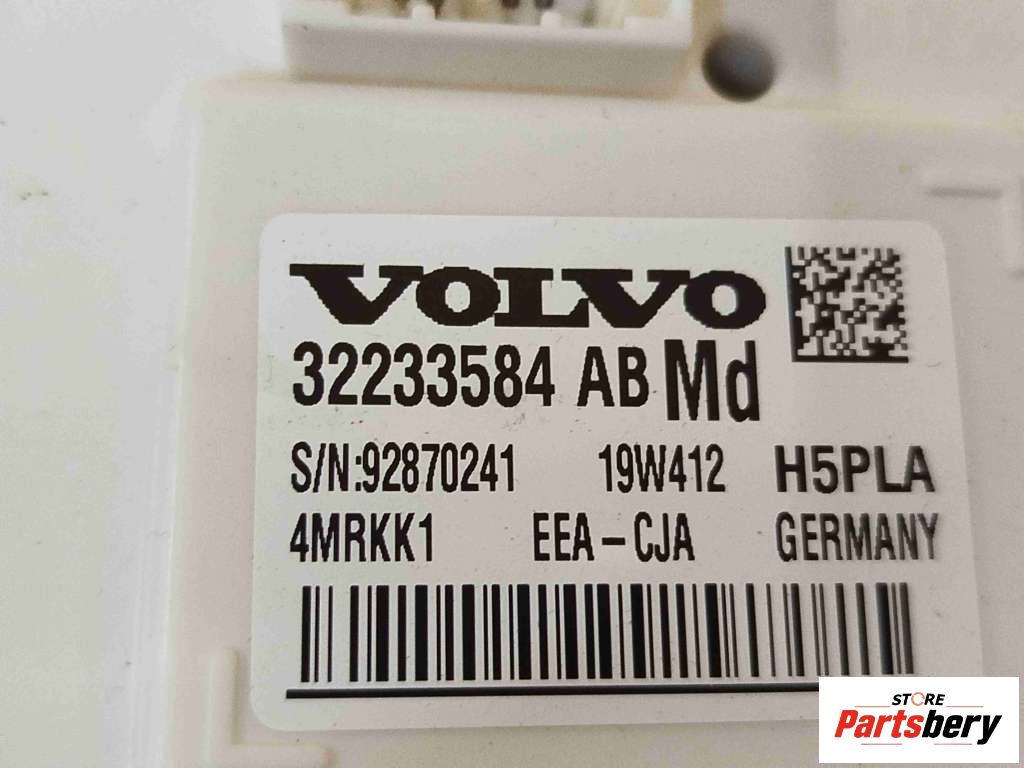 VOLVO
32233584 AB Md
S/N:92870241 19W412 H5PLA
4MRKK1 EEA-CJA GERMANY
STORE
Partsbery